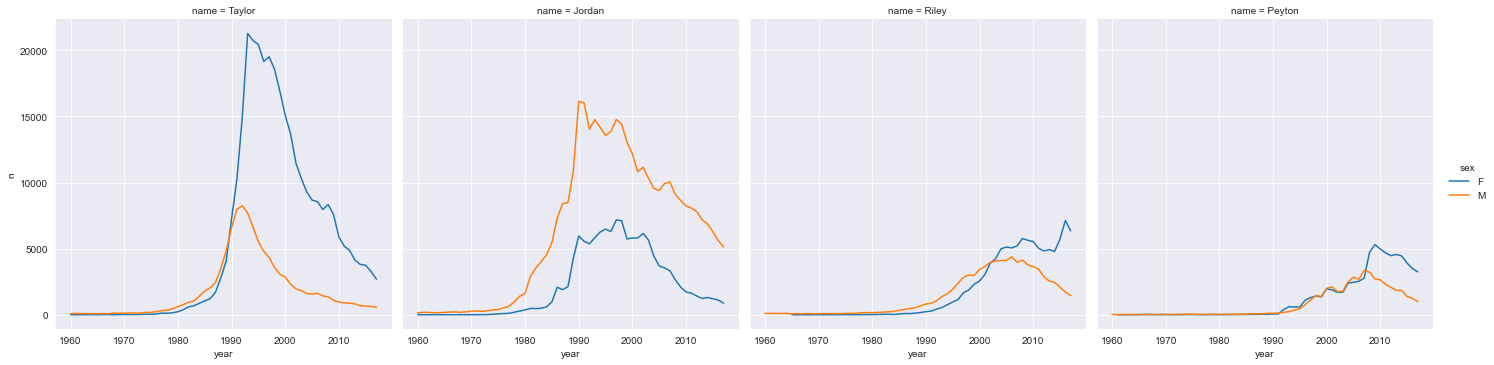 name = Taylor
name = Jordan
name = Riley
name = Peyton
20000
15000
10000
5000
0
n
sex
F
M
1960 1970 1980 1990 2000 2010
1960 1970 1980 1990 2000 2010
1960 1970 1980 1990 2000 2010
1960 1970 1980 1990 2000 2010
year
year
year
year